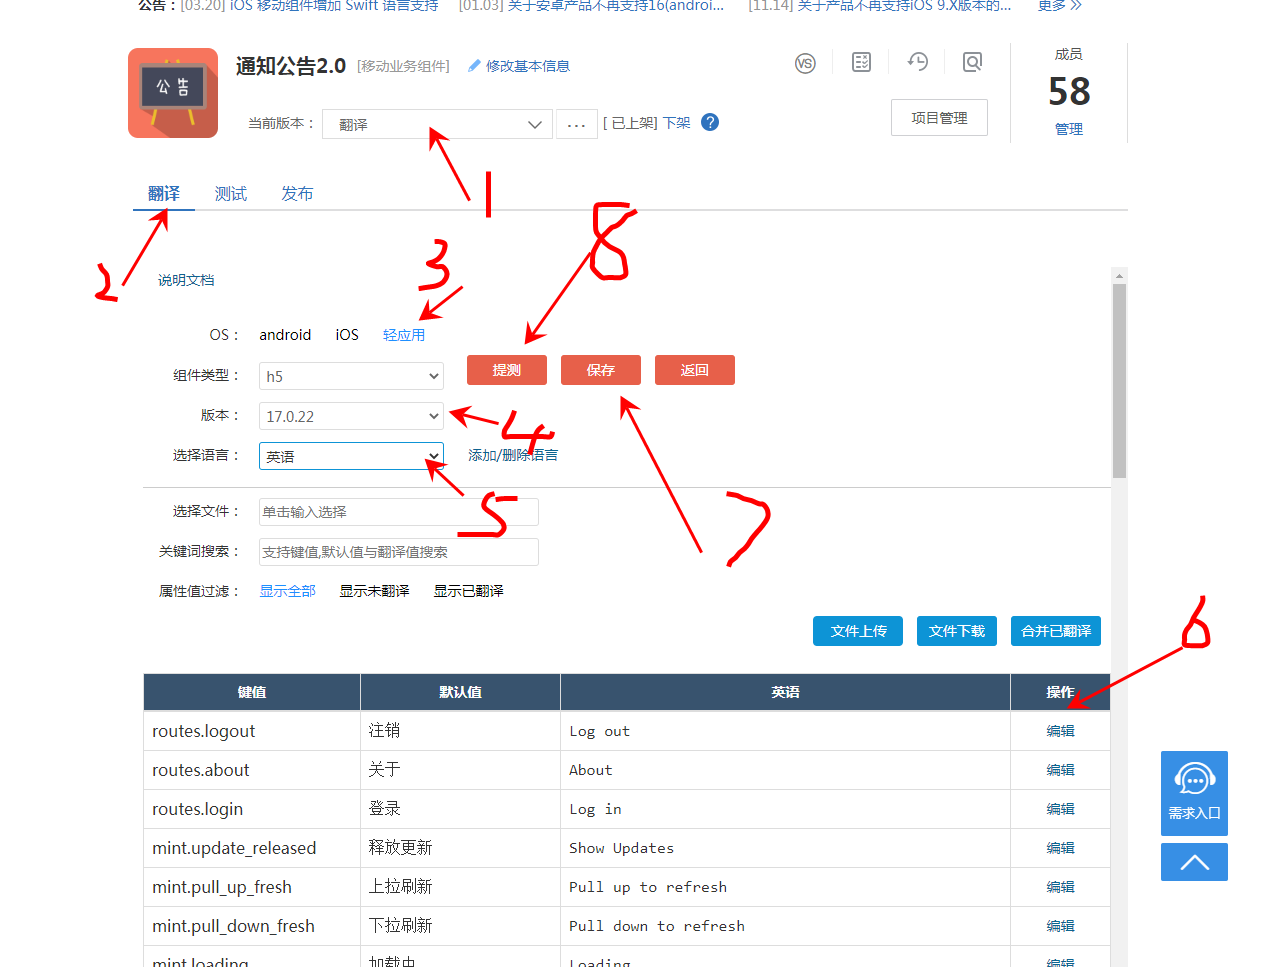 公告：[03.20] iOS 移动组件增加 Swift 语言支持 [01.03] 关于安卓产品不再支持16(androi... [11.14] 关于产品不再支持iOS 9.X版本的... 更多
公告
通知公告2.0 [移动业务组件] 修改基本信息
VS
成员
58
管理
当前版本： 翻译 ... [ 已上架] 下架 ?
项目管理
1
翻译 测试 发布
2
3
8
说明文档
OS： android iOS 轻应用
组件类型： h5
提测 保存 返回
版本： 17.0.22
4
选择语言： 英语 添加/删除语言
5
7
选择文件： 单击输入选择
关键词搜索： 支持键值,默认值与翻译值搜索
属性值过滤： 显示全部 显示未翻译 显示已翻译
文件上传 文件下载 合并已翻译
6
键值 默认值 英语 操作
routes.logout 注销 Log out 编辑
routes.about 关于 About 编辑
routes.login 登录 Log in 编辑
mint.update_released 释放更新 Show Updates 编辑
mint.pull_up_fresh 上拉刷新 Pull up to refresh 编辑
mint.pull_down_fresh 下拉刷新 Pull down to refresh 编辑
mint.loading 加载中 Loading 编辑
需求入口